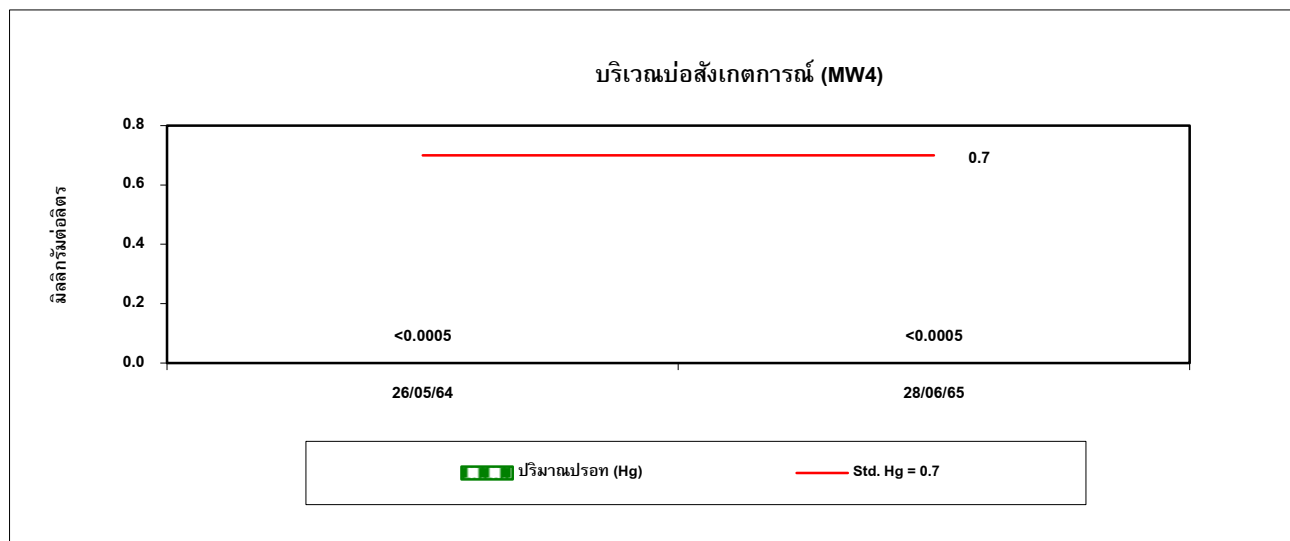 บริเวณบ่อสังเกตการณ์ (MW4)
มิลลิกรัมต่อลิตร
0.8
0.6
0.4
0.2
0.0
0.7
<0.0005 <0.0005
26/05/64 28/06/65
ปริมาณปรอท (Hg) Std. Hg = 0.7